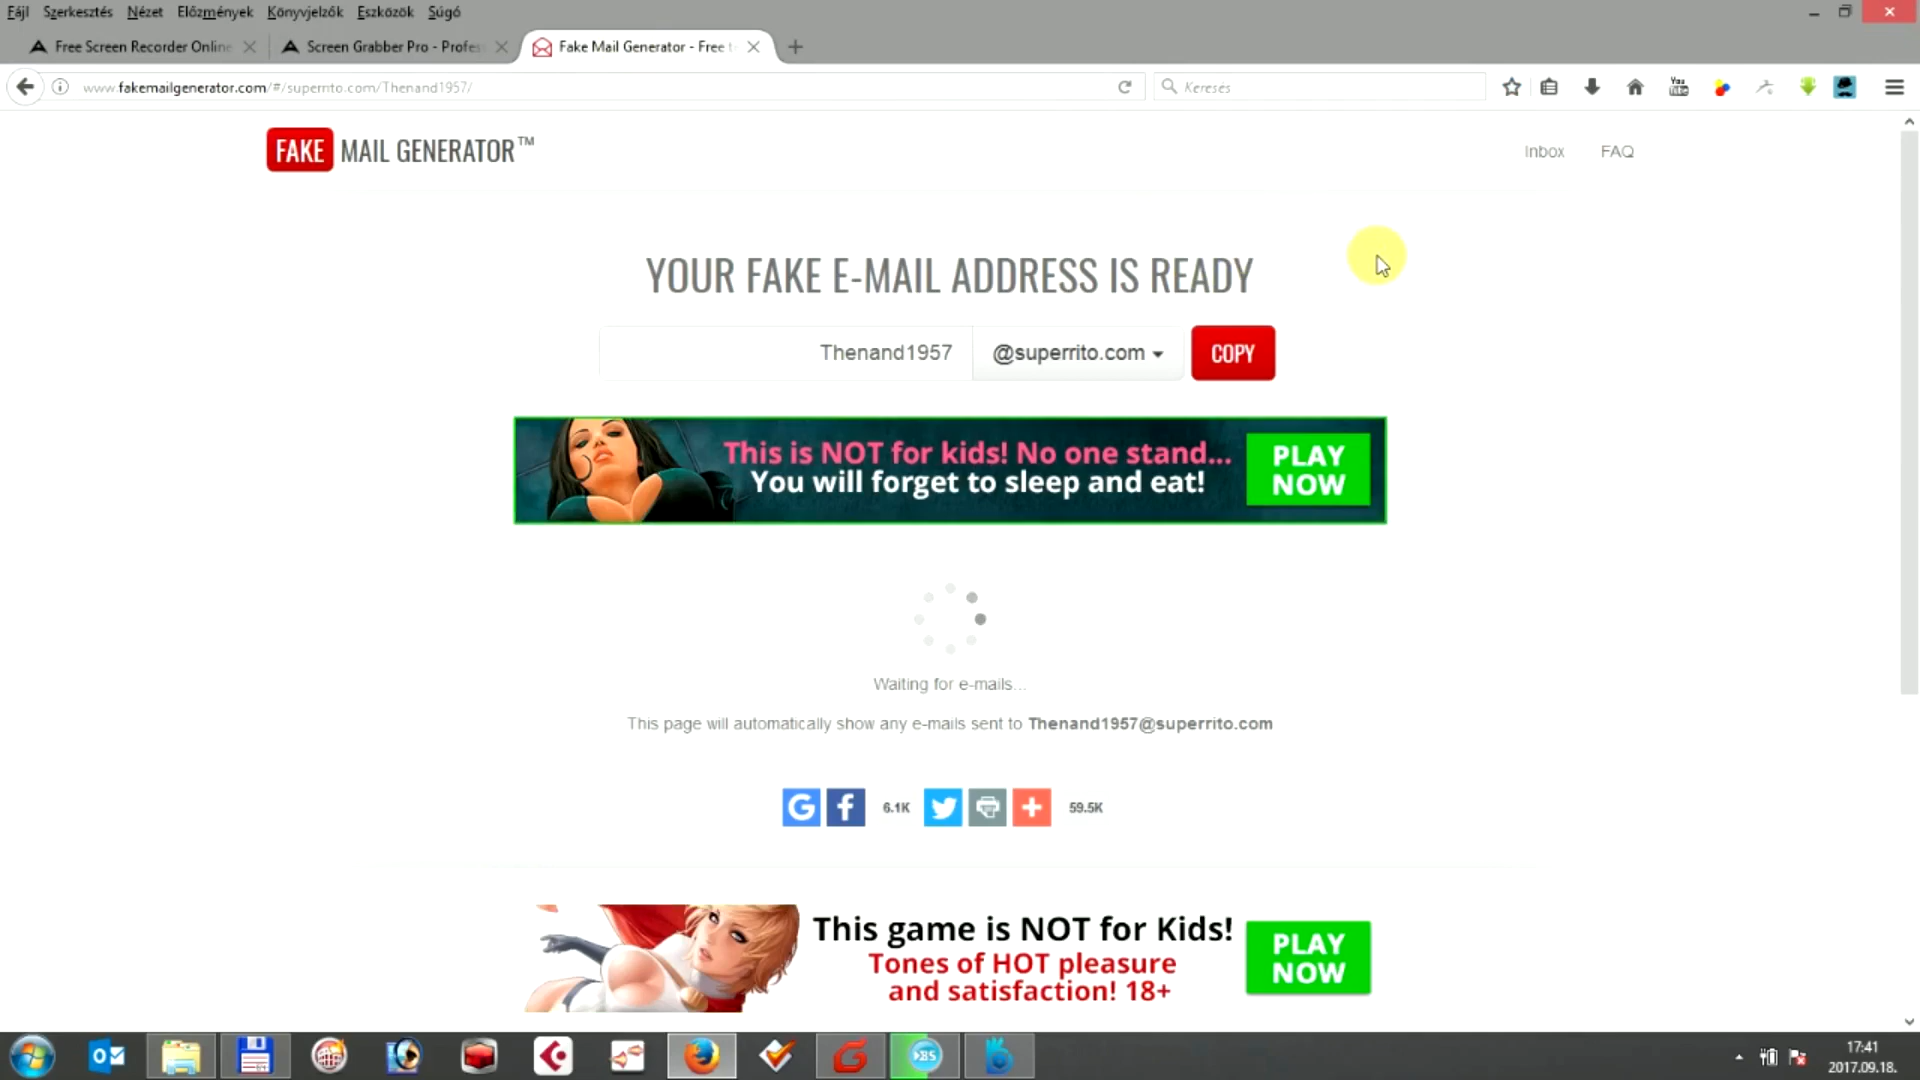 Fájl Szerkesztés Nézet Előzmények Könyvjelzők Eszközök Súgó
Free Screen Recorder Online
Screen Grabber Pro - Profes
Fake Mail Generator - Free t
www.fakemailgenerator.com/#/superrito.com/Thenand1957/
Keresés
You
Tube
FAKE MAIL GENERATOR™
Inbox FAQ
YOUR FAKE E-MAIL ADDRESS IS READY
Thenand1957 @superrito.com COPY
This is NOT for kids! No one stand...
You will forget to sleep and eat!
PLAY
NOW
Waiting for e-mails...
This page will automatically show any e-mails sent to Thenand1957@superrito.com
6.1K
59.5K
This game is NOT for Kids!
Tones of HOT pleasure
and satisfaction! 18+
PLAY
NOW
BS
17:41
2017.09.18.